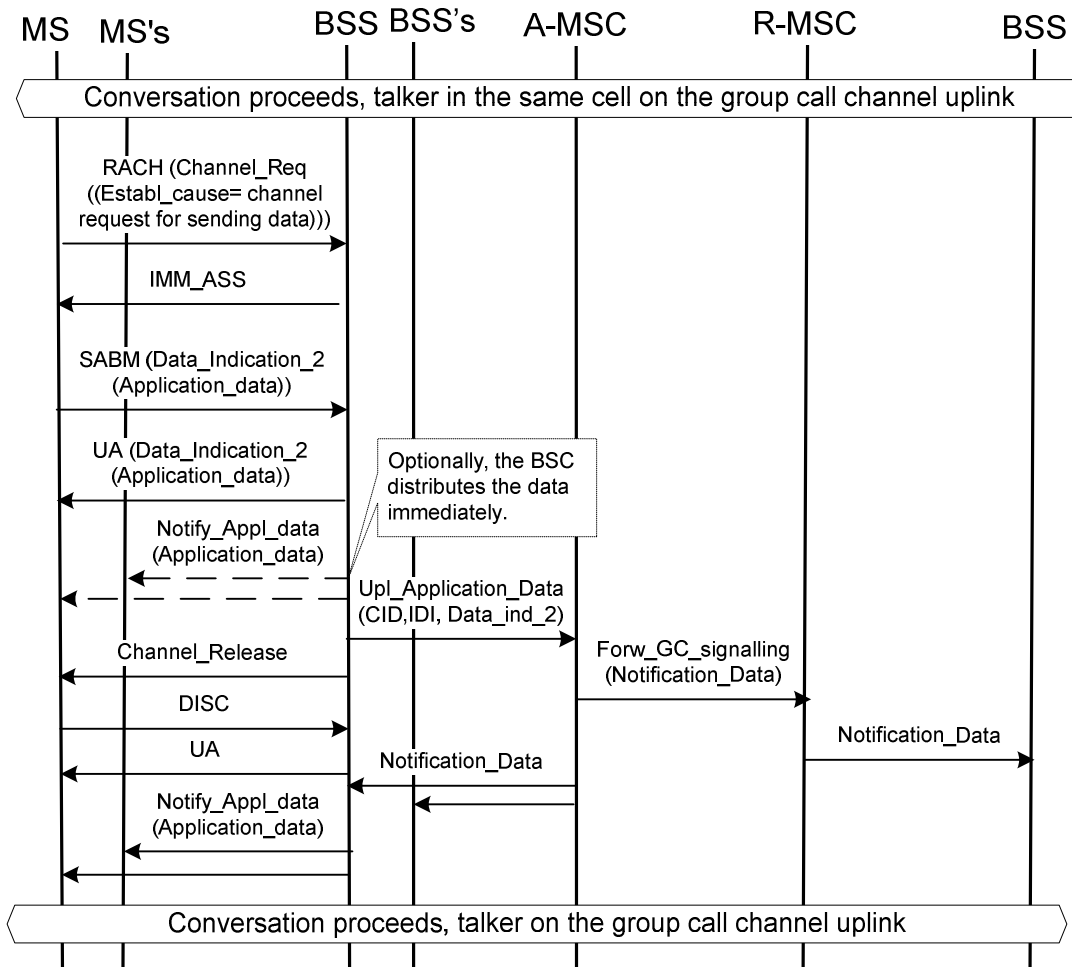 MS
MS's
BSS
BSS's
A-MSC
R-MSC
BSS
Conversation proceeds, talker in the same cell on the group call channel uplink
RACH (Channel_Req
((Establ_cause= channel
request for sending data)))
IMM_ASS
SABM (Data_Indication_2
(Application_data))
UA (Data_Indication_2
(Application_data))
Optionally, the BSC
distributes the data
immediately.
Notify_Appl_data
(Application_data)
Upl_Application_Data
(CID,IDI, Data_ind_2)
Channel_Release
Forw_GC_signalling
(Notification_Data)
DISC
Notification_Data
UA
Notification_Data
Notify_Appl_data
(Application_data)
Conversation proceeds, talker on the group call channel uplink